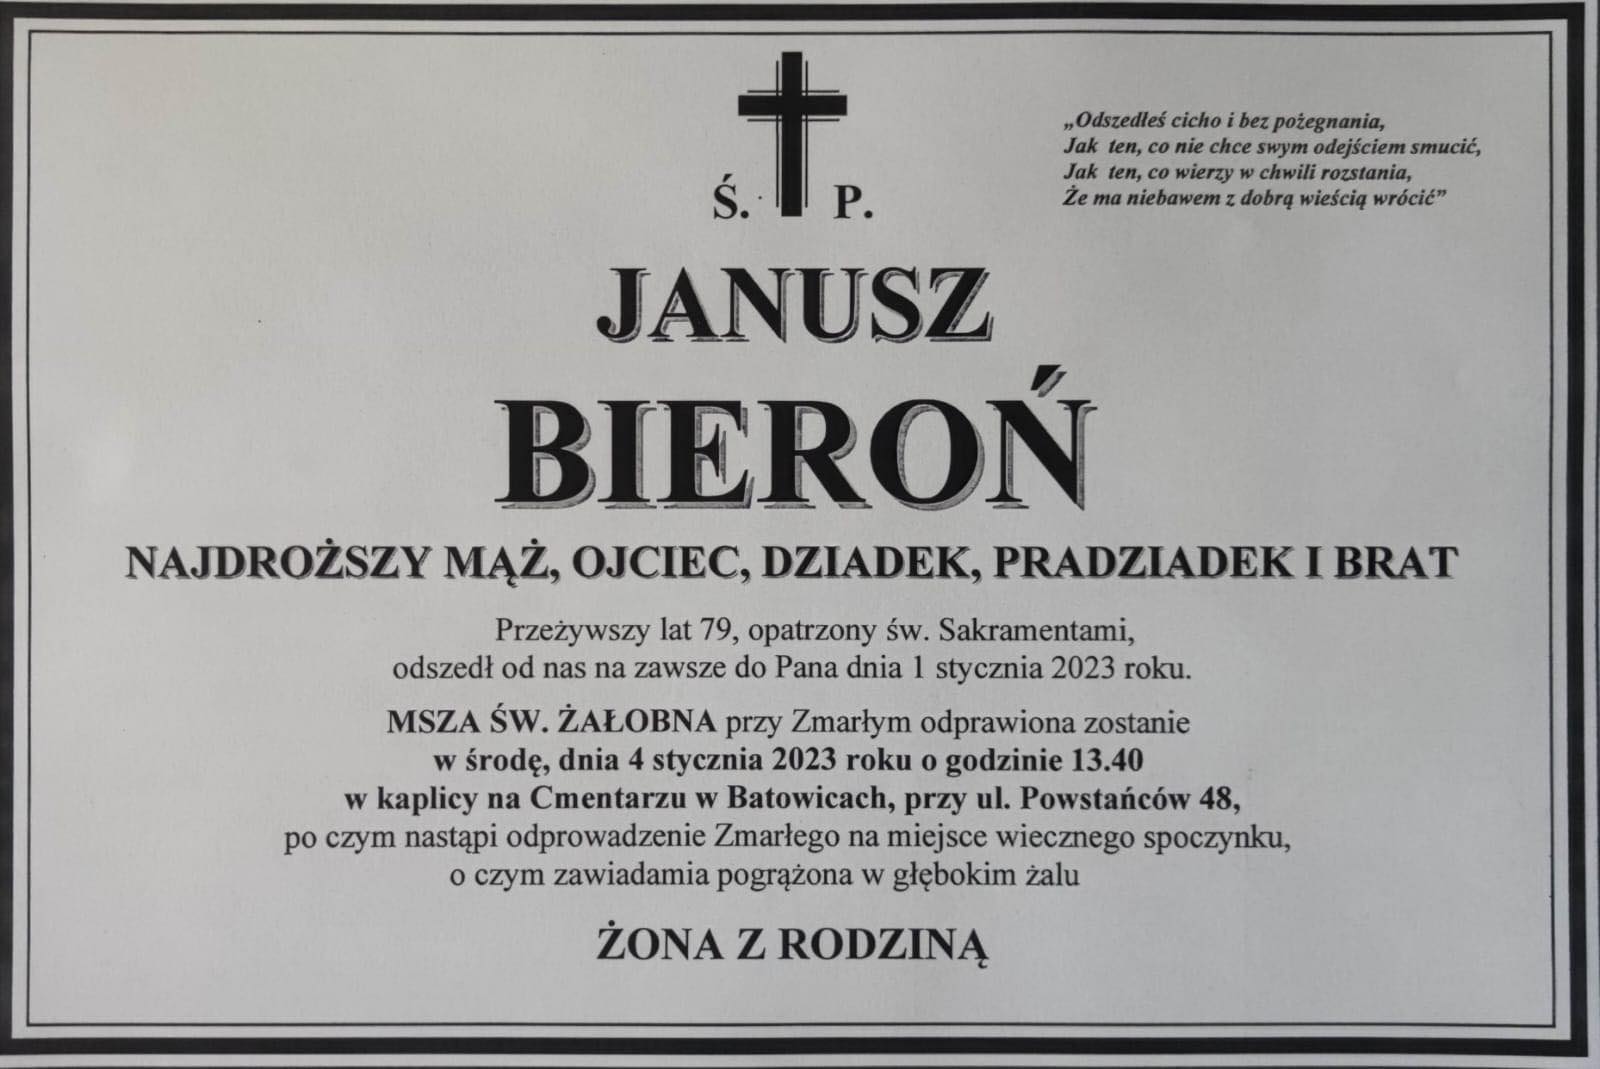 „Odszedłeś cicho i bez pożegnania,
Jak ten, co nie chce swym odejściem smucić,
Jak ten, co wierzy w chwili rozstania,
Że ma niebawem z dobrą wieścią wrócić”
Ś. P.
JANUSZ
BIEROŃ
NAJDROŻSZY MĄŻ, OJCIEC, DZIADEK, PRADZIADEK I BRAT
Przeżywszy lat 79, opatrzony św. Sakramentami,
odszedł od nas na zawsze do Pana dnia 1 stycznia 2023 roku.
MSZA ŚW. ŻAŁOBNA przy Zmarłym odprawiona zostanie
w środę, dnia 4 stycznia 2023 roku o godzinie 13.40
w kaplicy na Cmentarzu w Batowicach, przy ul. Powstańców 48,
po czym nastąpi odprowadzenie Zmarłego na miejsce wiecznego spoczynku,
o czym zawiadamia pogrążona w głębokim żalu
ŻONA Z RODZINĄ